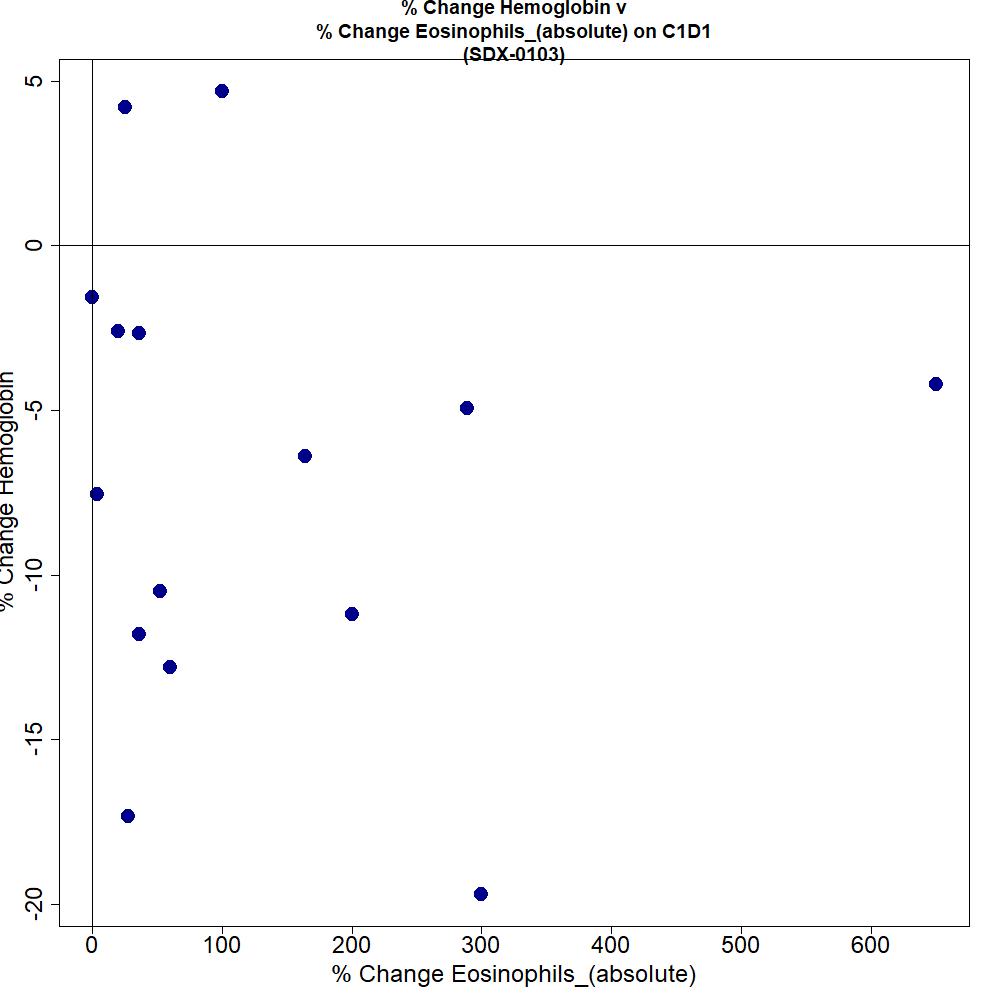 % Change Hemoglobin v
% Change Eosinophils_(absolute) on C1D1
(SDX-0103)
% Change Hemoglobin
5
0
-5
-10
-15
-20
0 100 200 300 400 500 600
% Change Eosinophils_(absolute)